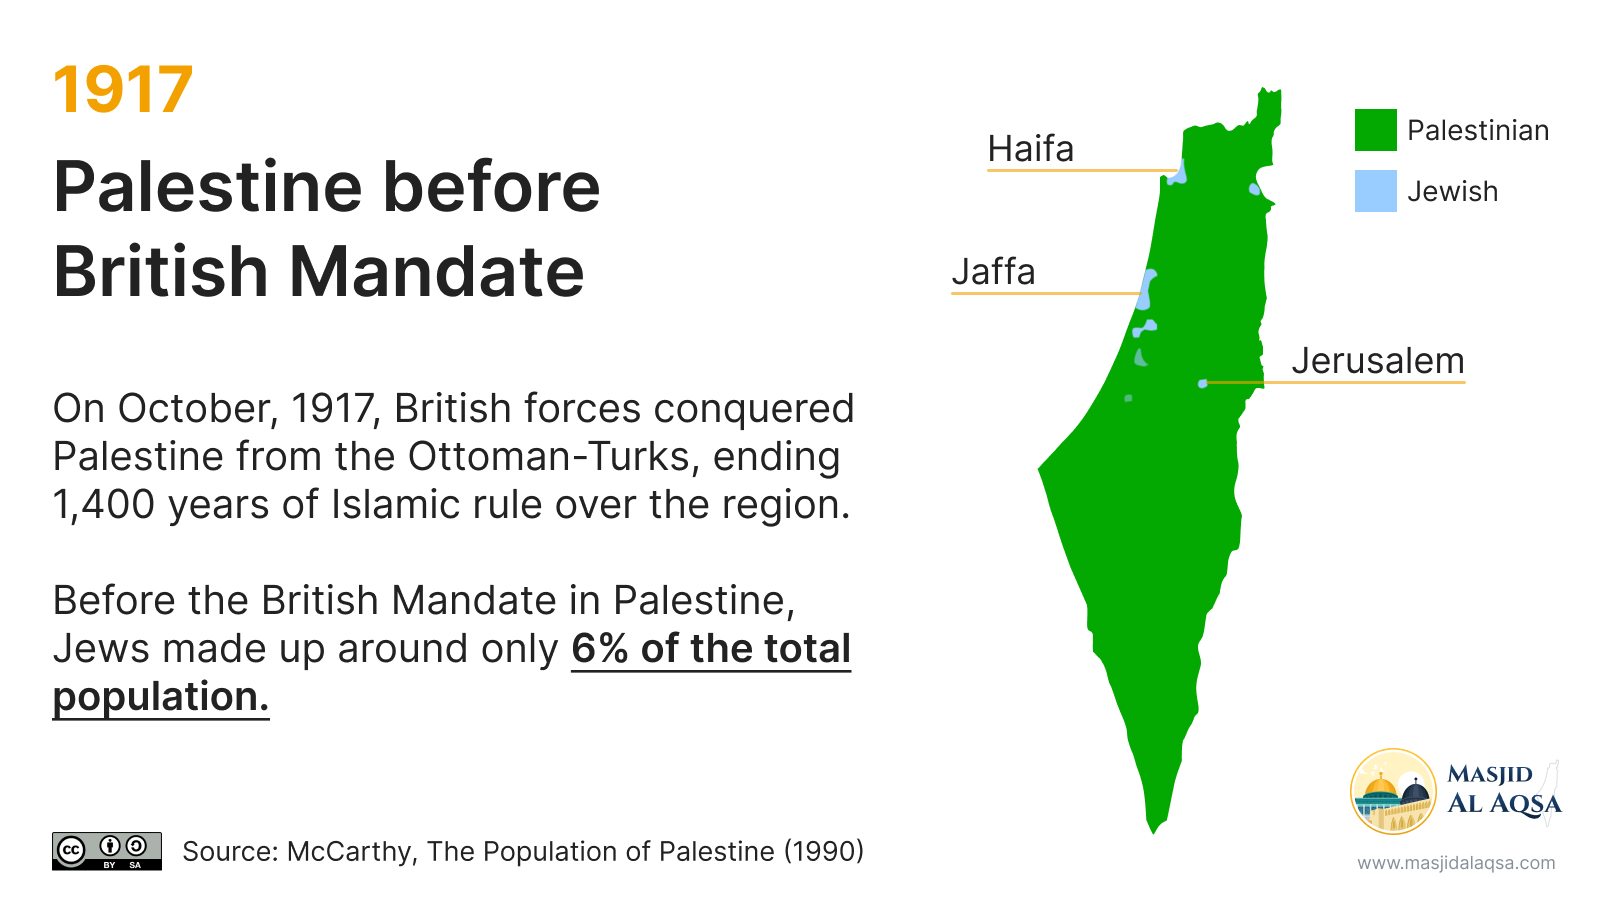 1917
Palestine before
British Mandate
On October, 1917, British forces conquered
Palestine from the Ottoman-Turks, ending
1,400 years of Islamic rule over the region.
Before the British Mandate in Palestine,
Jews made up around only 6% of the total
population.
cc BY SA
Source: McCarthy, The Population of Palestine (1990)
Haifa
Jaffa
Jerusalem
Palestinian
Jewish
MASJID
AL AQSA
www.masjidalaqsa.com